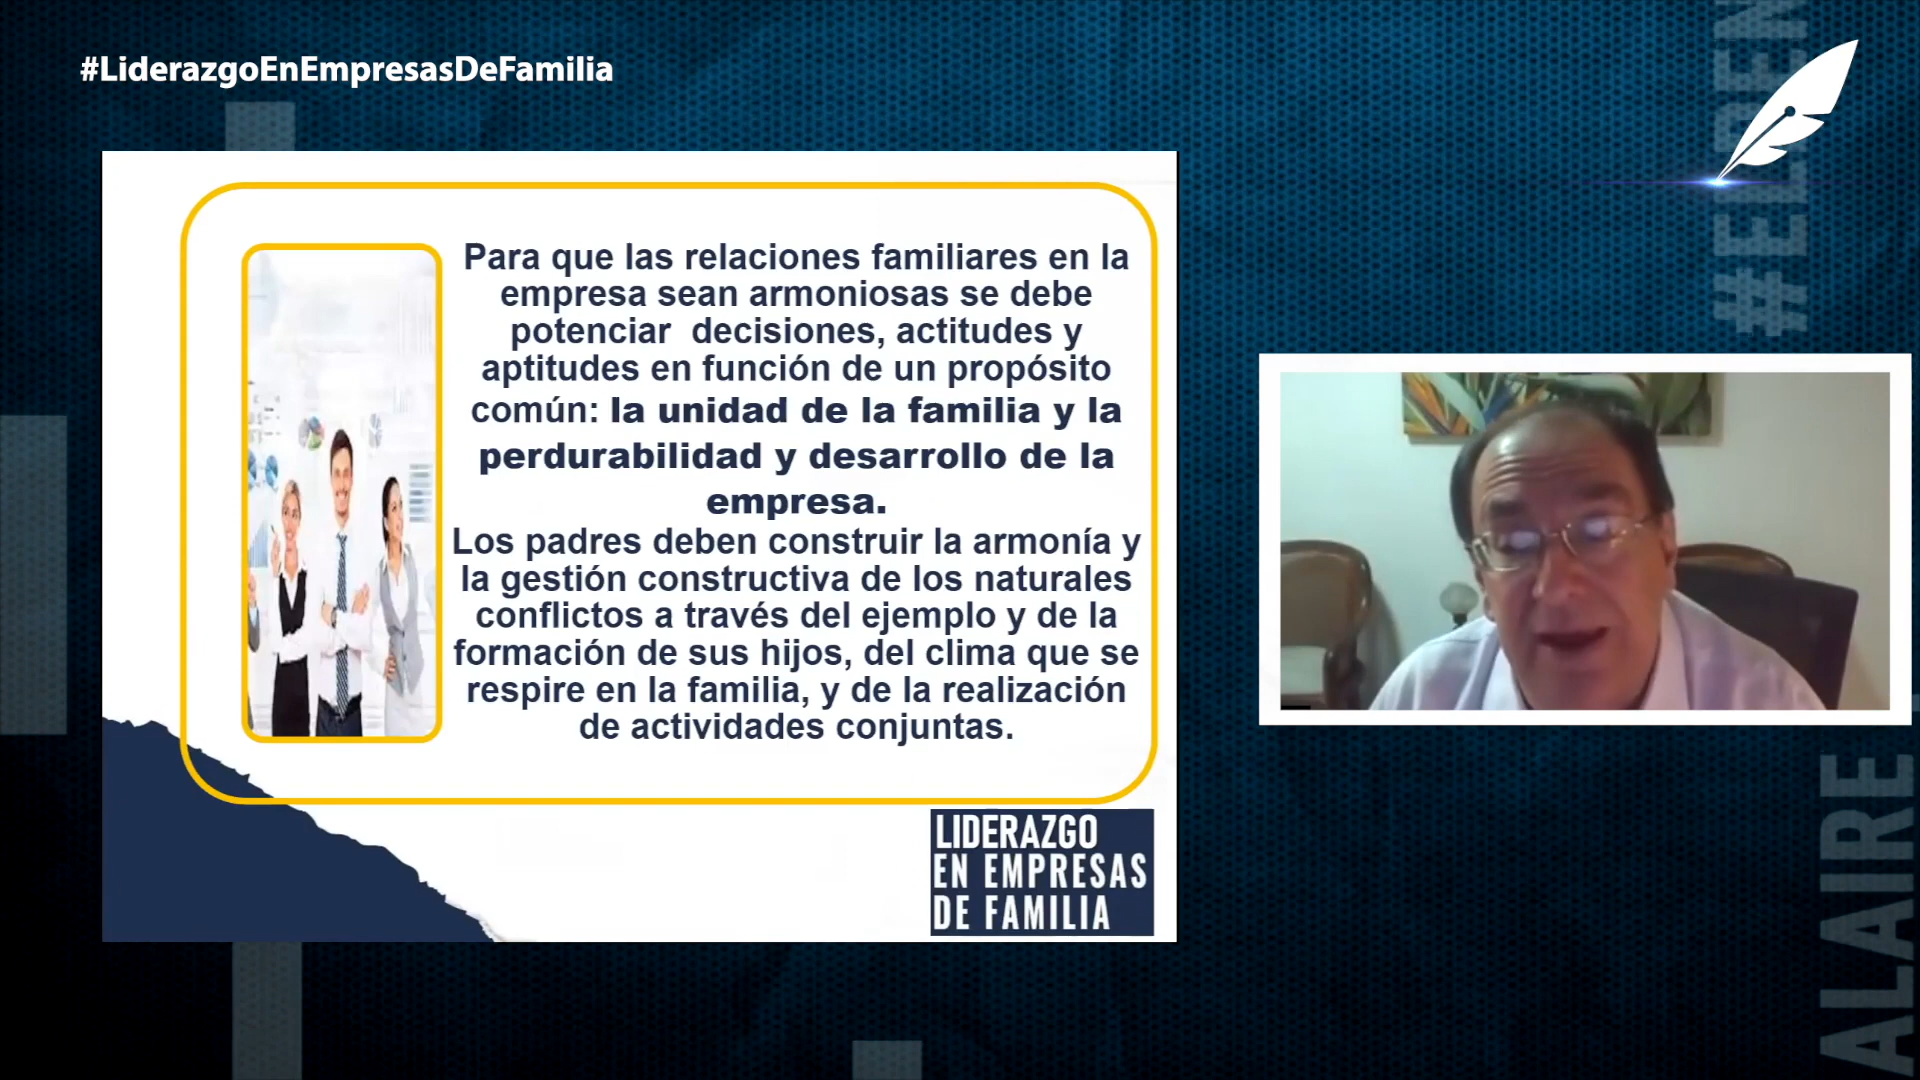 #LiderazgoEnEmpresasDeFamilia
Para que las relaciones familiares en la
empresa sean armoniosas se debe
potenciar  decisiones, actitudes y
aptitudes en función de un propósito
común: la unidad de la familia y la
perdurabilidad y desarrollo de la
empresa.
Los padres deben construir la armonía y
la gestión constructiva de los naturales
conflictos a través del ejemplo y de la
formación de sus hijos, del clima que se
respire en la familia, y de la realización
de actividades conjuntas.
LIDERAZGO
EN EMPRESAS
DE FAMILIA
#ELDEN
ALAIRE